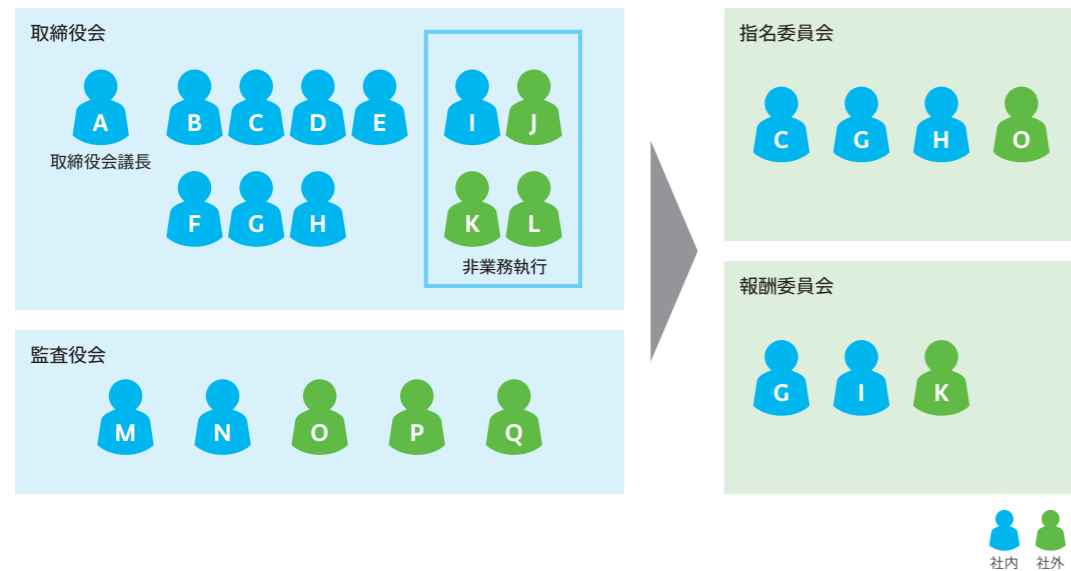 取締役会
A B C D E I J
取締役会議長
F G H K L
非業務執行
監査役会
M N O P Q
指名委員会
C G H O
報酬委員会
G I K
社内 社外